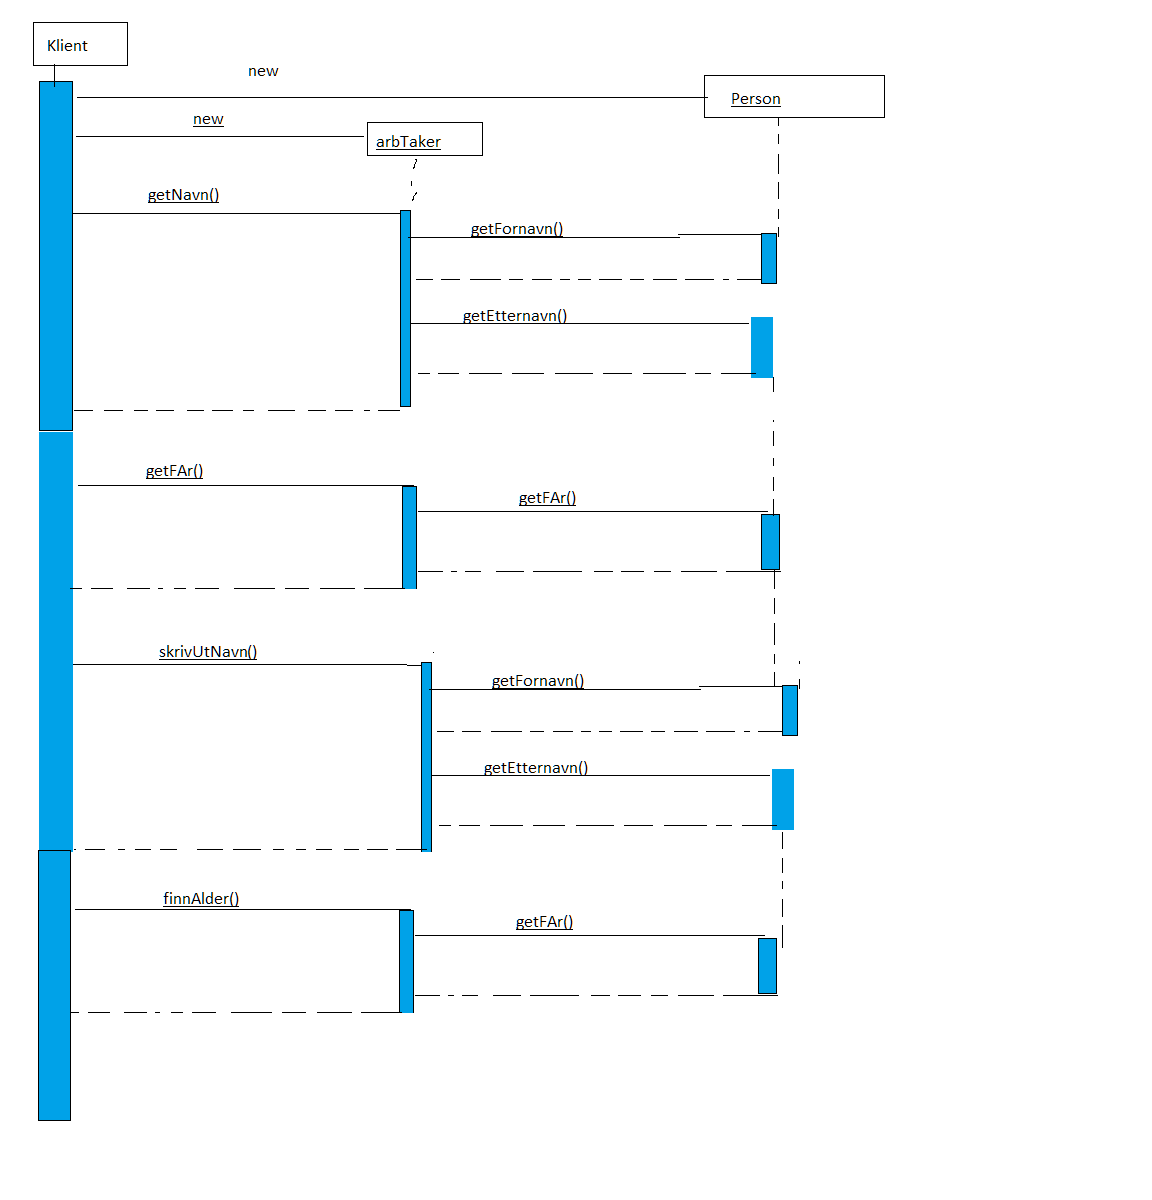 Klient
new
Person
new
arbTaker
getNavn()
getFornavn()
getEtternavn()
getFAr()
getFAr()
skrivUtNavn()
getFornavn()
getEtternavn()
finnAlder()
getFAr()